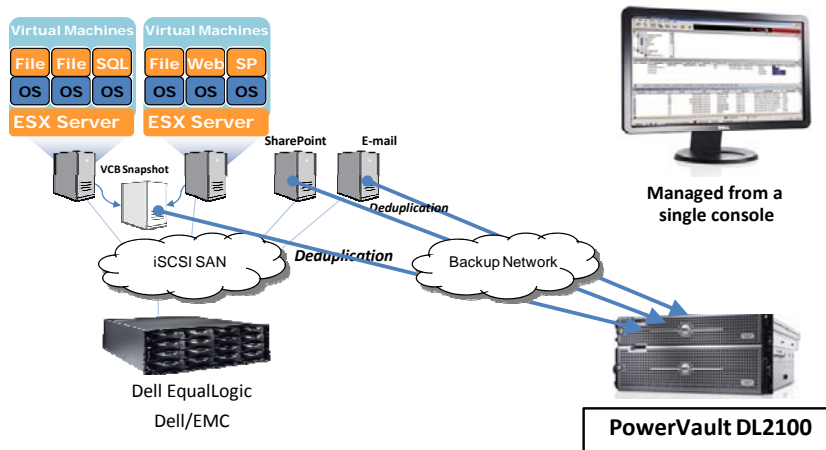 Virtual Machines
Virtual Machines
File File SQL
File Web SP
OS OS OS
OS OS OS
ESX Server
ESX Server
SharePoint
E-mail
VCB Snapshot
Managed from a
single console
Deduplication
Deduplication
iSCSI SAN
Backup Network
Dell EqualLogic
Dell/EMC
PowerVault DL2100